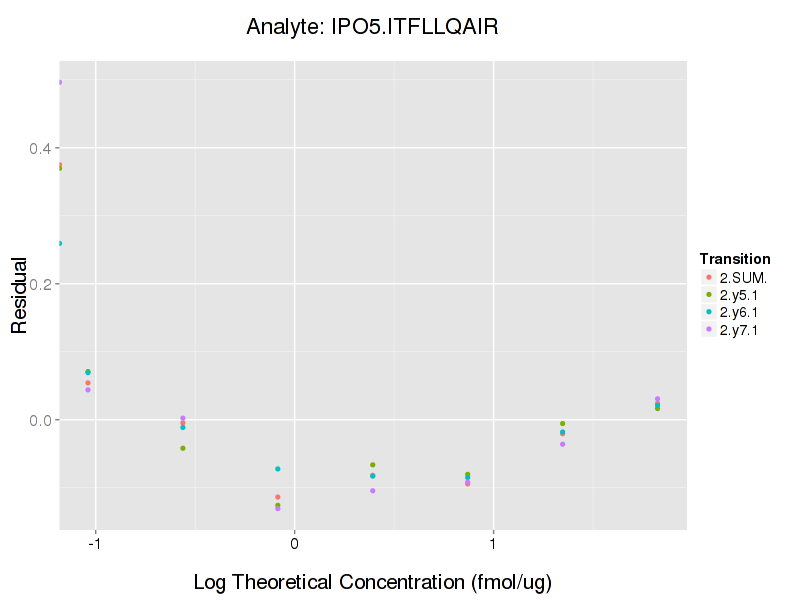 Analyte: IPO5.ITFLLQAIR
Residual
0.4
0.2
0.0
-1
0
1
Log Theoretical Concentration (fmol/ug)
Transition
2.SUM.
2.y5.1
2.y6.1
2.y7.1